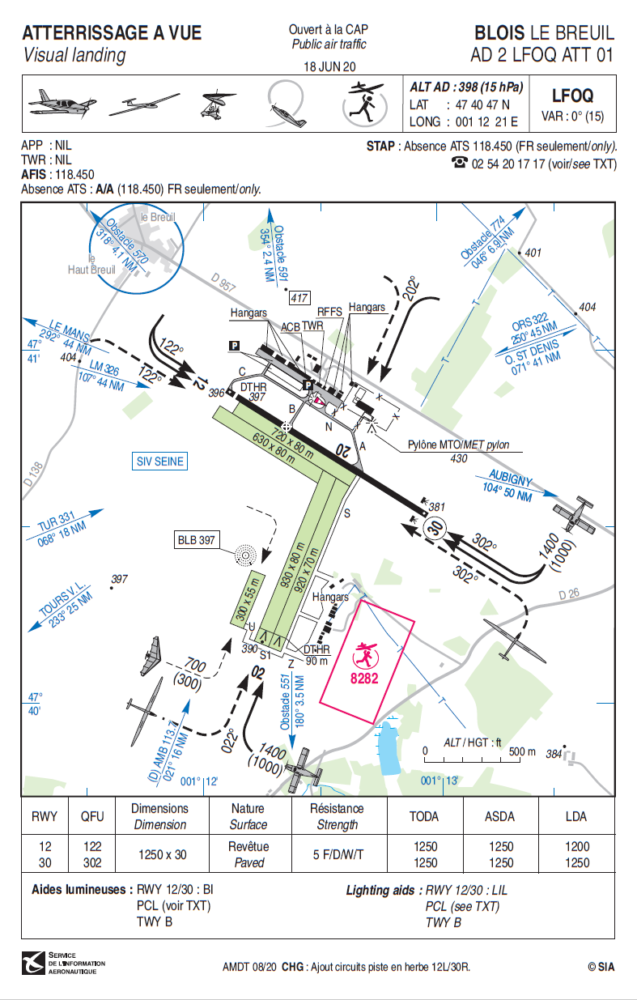 ATTERRISSAGE A VUE
Visual landing
Ouvert à la CAP
Public air traffic
18 JUN 20
BLOIS LE BREUIL
AD 2 LFOQ ATT 01
ALT AD : 398 (15 hPa)
LAT : 47 40 47 N
LONG : 001 12 21 E
LFOQ
VAR : 0° (15)
APP : NIL
TWR : NIL
AFIS : 118.450
Absence ATS : A/A (118.450) FR seulement/only.
STAP : Absence ATS 118.450 (FR seulement/only).
02 54 20 17 17 (voir/see TXT)
le Breuil
le
Haut Breuil
Obstacle 570
318° 4.1 NM
Obstacle 591
354° 2.4 NM
Obstacle 774
046° 6.9 NM
401
D 957
417
202°
404
Hangars
RFFS
Hangars
ACB
TWR
ORS 322
250° 45 NM
O. ST DENIS
071° 41 NM
LE MANS
292° 44 NM
47°
41'
404
LM 326
107° 44 NM
122°
122°
P
12
396
C
DTHR
397
P
B
N
A
X
X
X
X
X
20
720 x 80 m
630 x 80 m
Pylône MTO/MET pylon
430
SIV SEINE
D 138
AUBIGNY
104° 50 NM
TUR 331
068° 18 NM
S
381
30
302°
302°
1400
(1000)
BLB 397
930 x 80 m
920 x 70 m
397
TOURS V. L.
233° 25 NM
300 x 55 m
Hangars
D 26
U
390
S1
DTHR
90 m
Z
8282
700
(300)
02
47°
40'
Obstacle 551
180° 3.5 NM
022°
1400
(1000)
(D) AMB 113.7
021° 16 NM
ALT / HGT : ft
0
500 m
384
001° 12'
001° 13'
T
T
T
T
T
T
RWY
QFU
Dimensions
Dimension
Nature
Surface
Résistance
Strength
TODA
ASDA
LDA
12
30
122
302
1250 x 30
Revêtue
Paved
5 F/D/W/T
1250
1250
1250
1250
1200
1250
Aides lumineuses : RWY 12/30 : BI
PCL (voir TXT)
TWY B
Lighting aids : RWY 12/30 : LIL
PCL (see TXT)
TWY B
SERVICE
DE L'INFORMATION
AERONAUTIQUE
AMDT 08/20 CHG : Ajout circuits piste en herbe 12L/30R.
© SIA